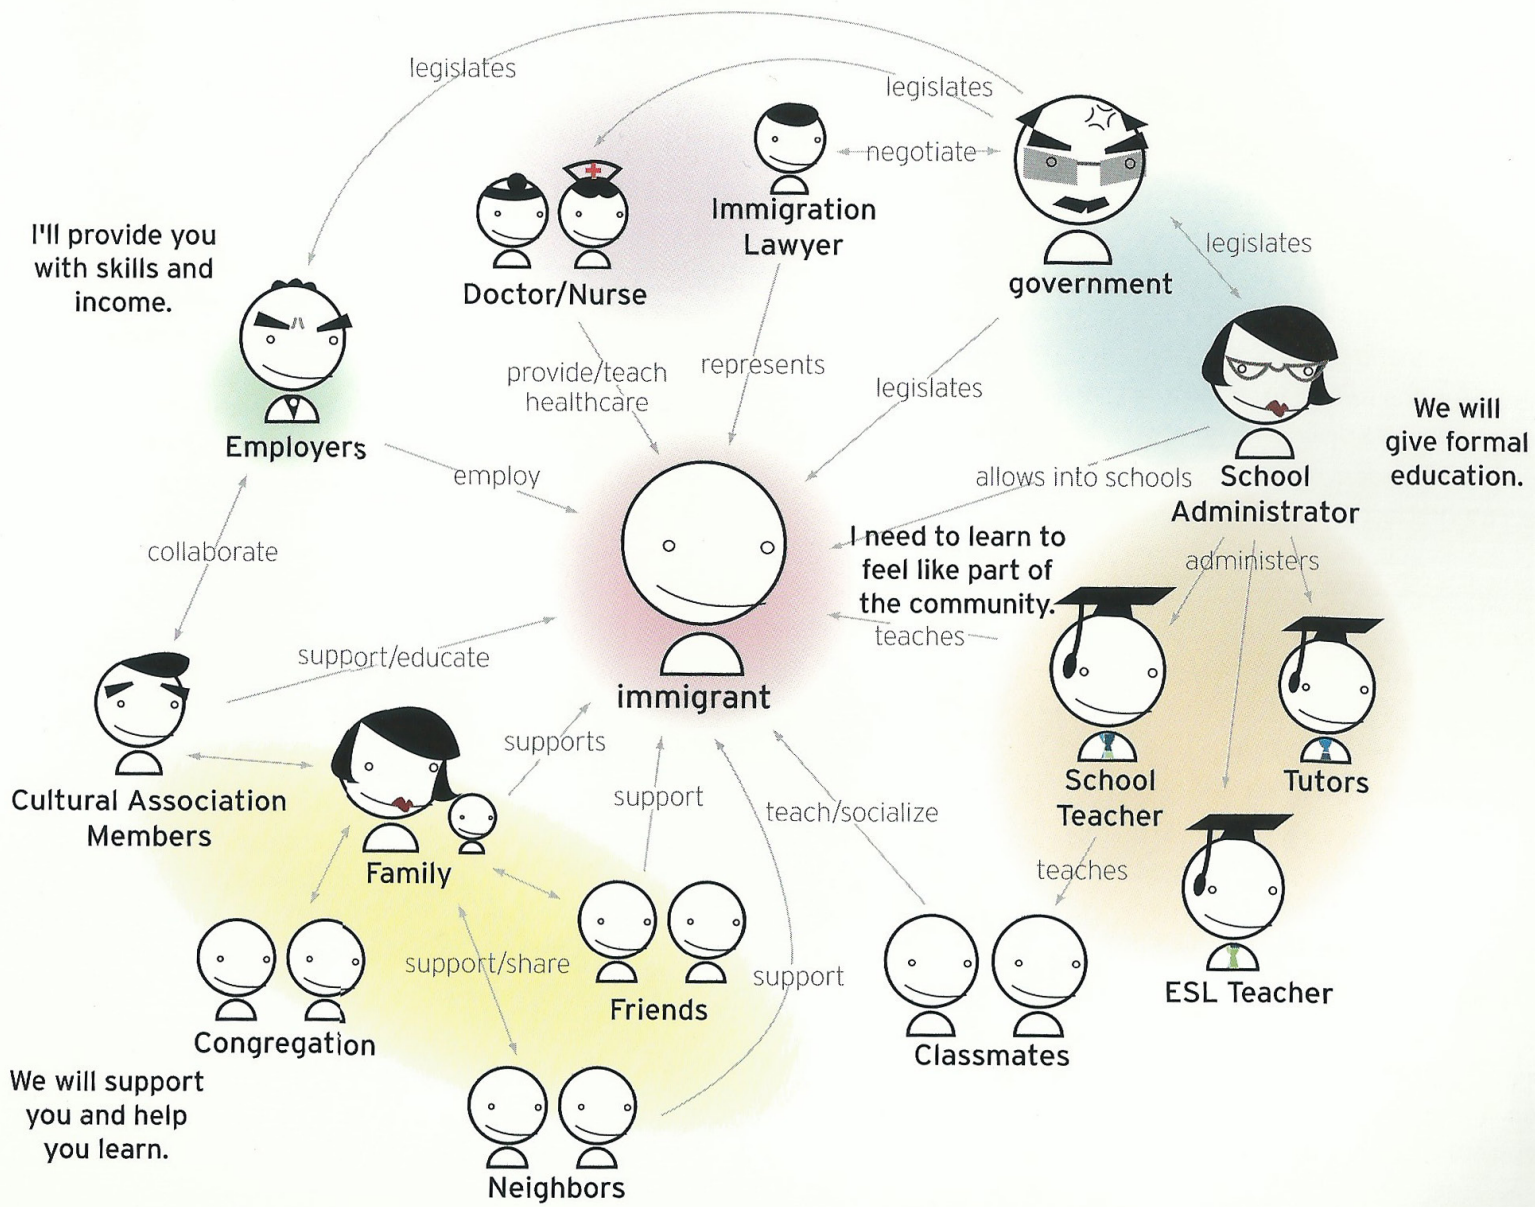 legislates
legislates
negotiate
Immigration
Lawyer
I'll provide you
with skills and
income.
legislates
government
Doctor/Nurse
provide/teach
healthcare
represents
legislates
Employers
We will
give formal
education.
School
Administrator
allows into schools
employ
I need to learn to
feel like part of
the community.
administers
collaborate
teaches
support/educate
immigrant
supports
School
Teacher
Tutors
Cultural Association
Members
support
teach/socialize
Family
teaches
support/share
support
ESL Teacher
Friends
Congregation
Classmates
We will support
you and help
you learn.
Neighbors